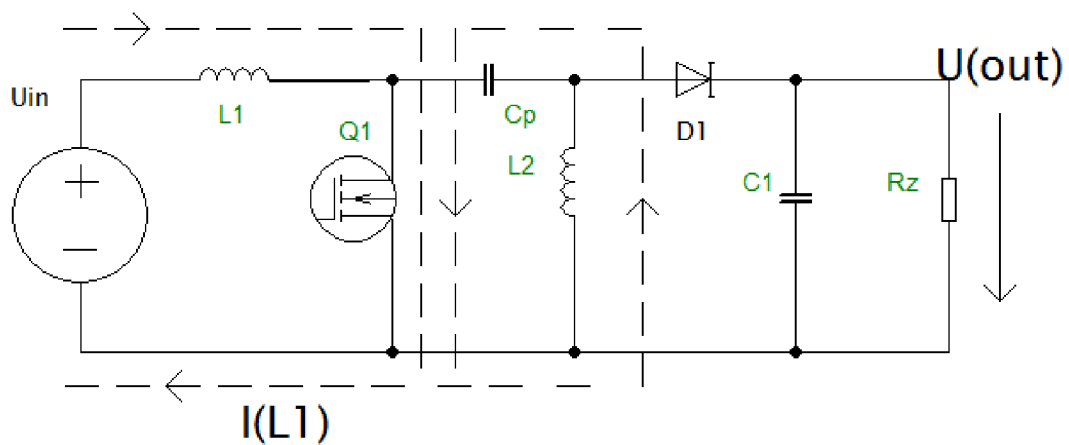 U(out)
Uin
L1
Q1
Cp
D1
L2
C1
Rz
I(L1)